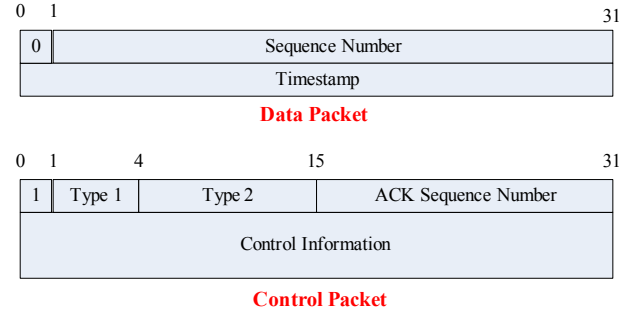 0 1 31
0 Sequence Number
Timestamp
Data Packet
0 1 4 15 31
1 Type 1 Type 2 ACK Sequence Number
Control Information
Control Packet